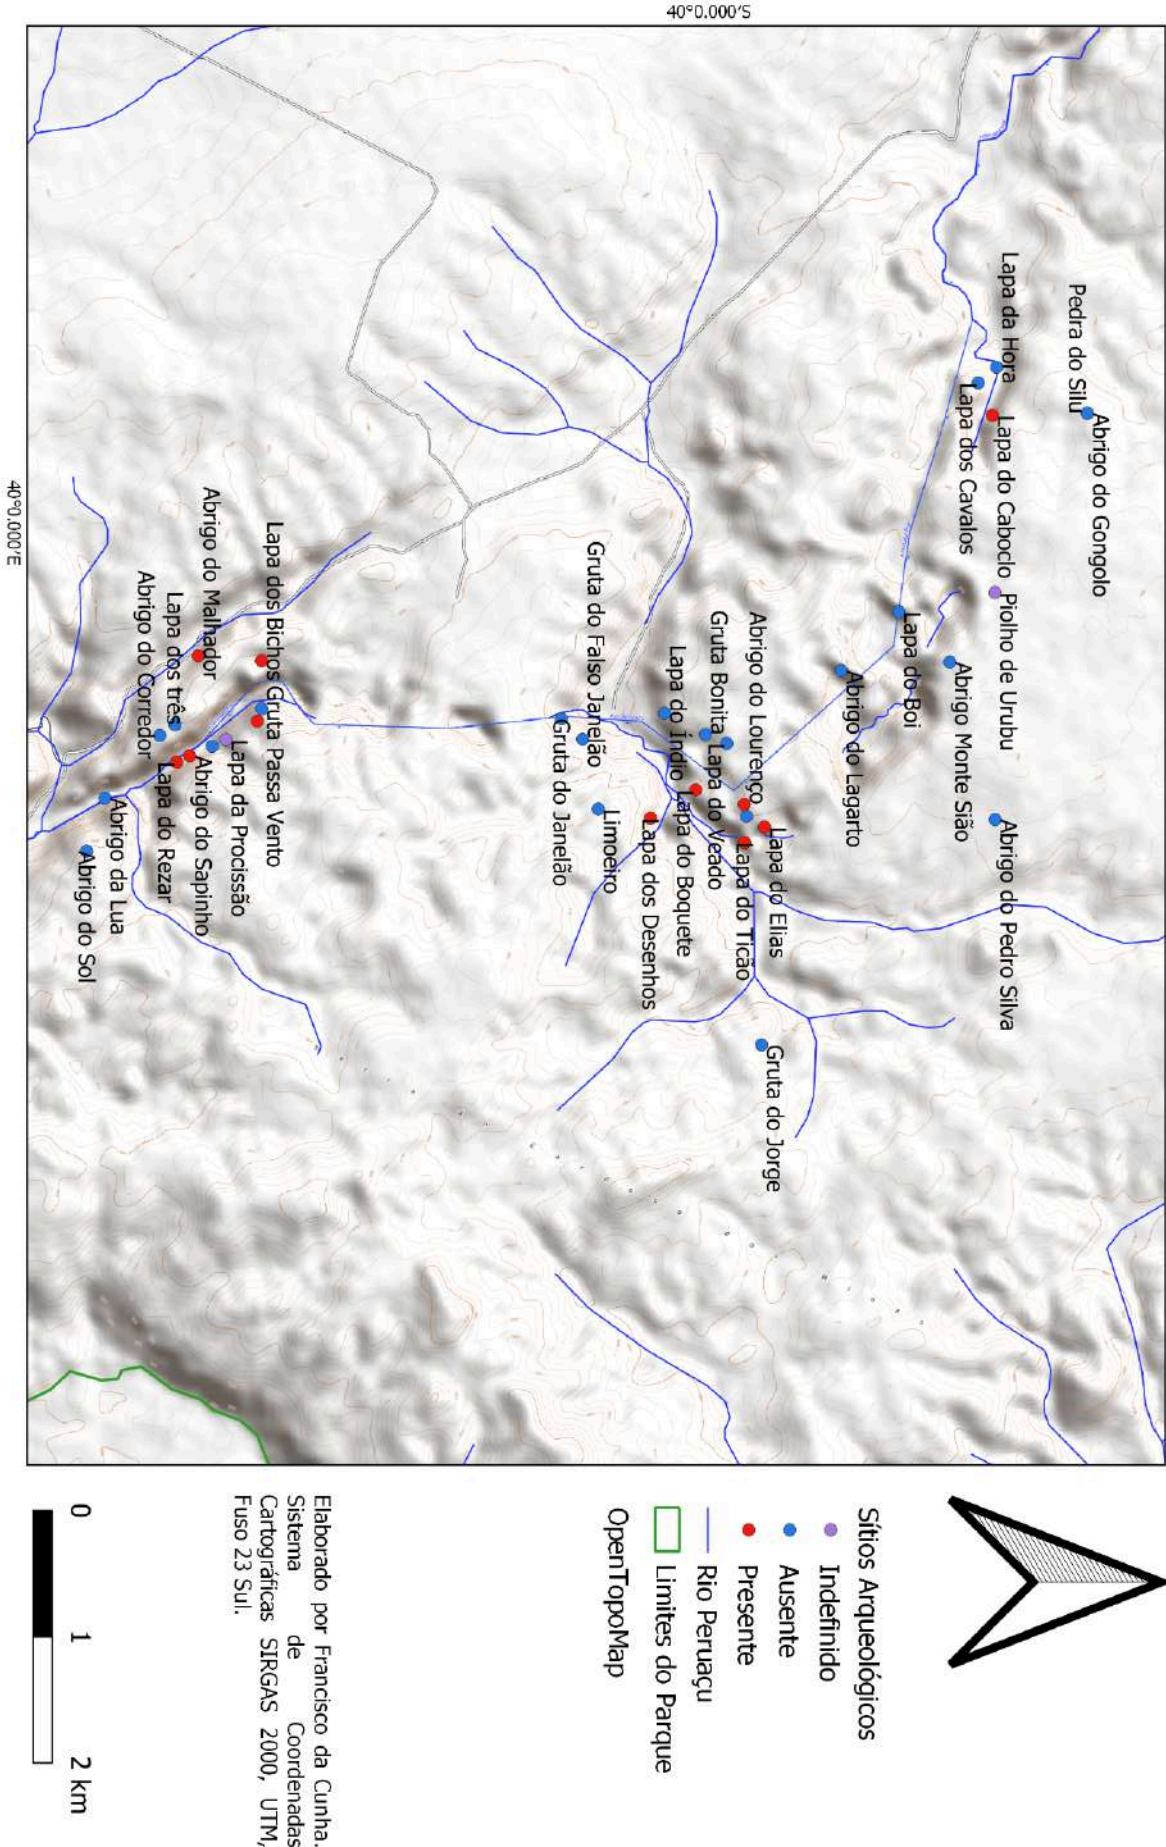 40°0.000'S
40°0.000'E
Pedra do Silu
Abrigo do Gongolo
Lapa da Hora
Lapa do Caboclo
Piolho de Urubu
Abrigo do Pedro Silva
Lapa dos Cavalos
Abrigo Monte Sião
Lapa do Boi
Abrigo do Lagarto
Abrigo do Lourenço
Lapa do Elias
Gruta do Jorge
Gruta Bonita
Lapa do Veado
Lapa do Ticão
Lapa do Índio
Lapa do Boquete
Lapa dos Desenhos
Gruta do Falso Janelão
Limoeiro
Gruta do Janelão
Lapa dos Bichos
Gruta Passa Vento
Abrigo do Malhador
Lapa da Procissão
Lapa dos três
Abrigo do Sapinho
Abrigo do Corredor
Lapa do Rezar
Abrigo da Lua
Abrigo do Sol
Sítios Arqueológicos
Indefinido
Ausente
Presente
Rio Peruaçu
Limites do Parque
OpenTopoMap
Elaborado por Francisco da Cunha.
Sistema de Coordenadas
Cartográficas SIRGAS 2000, UTM,
Fuso 23 Sul.
0 1 2 km